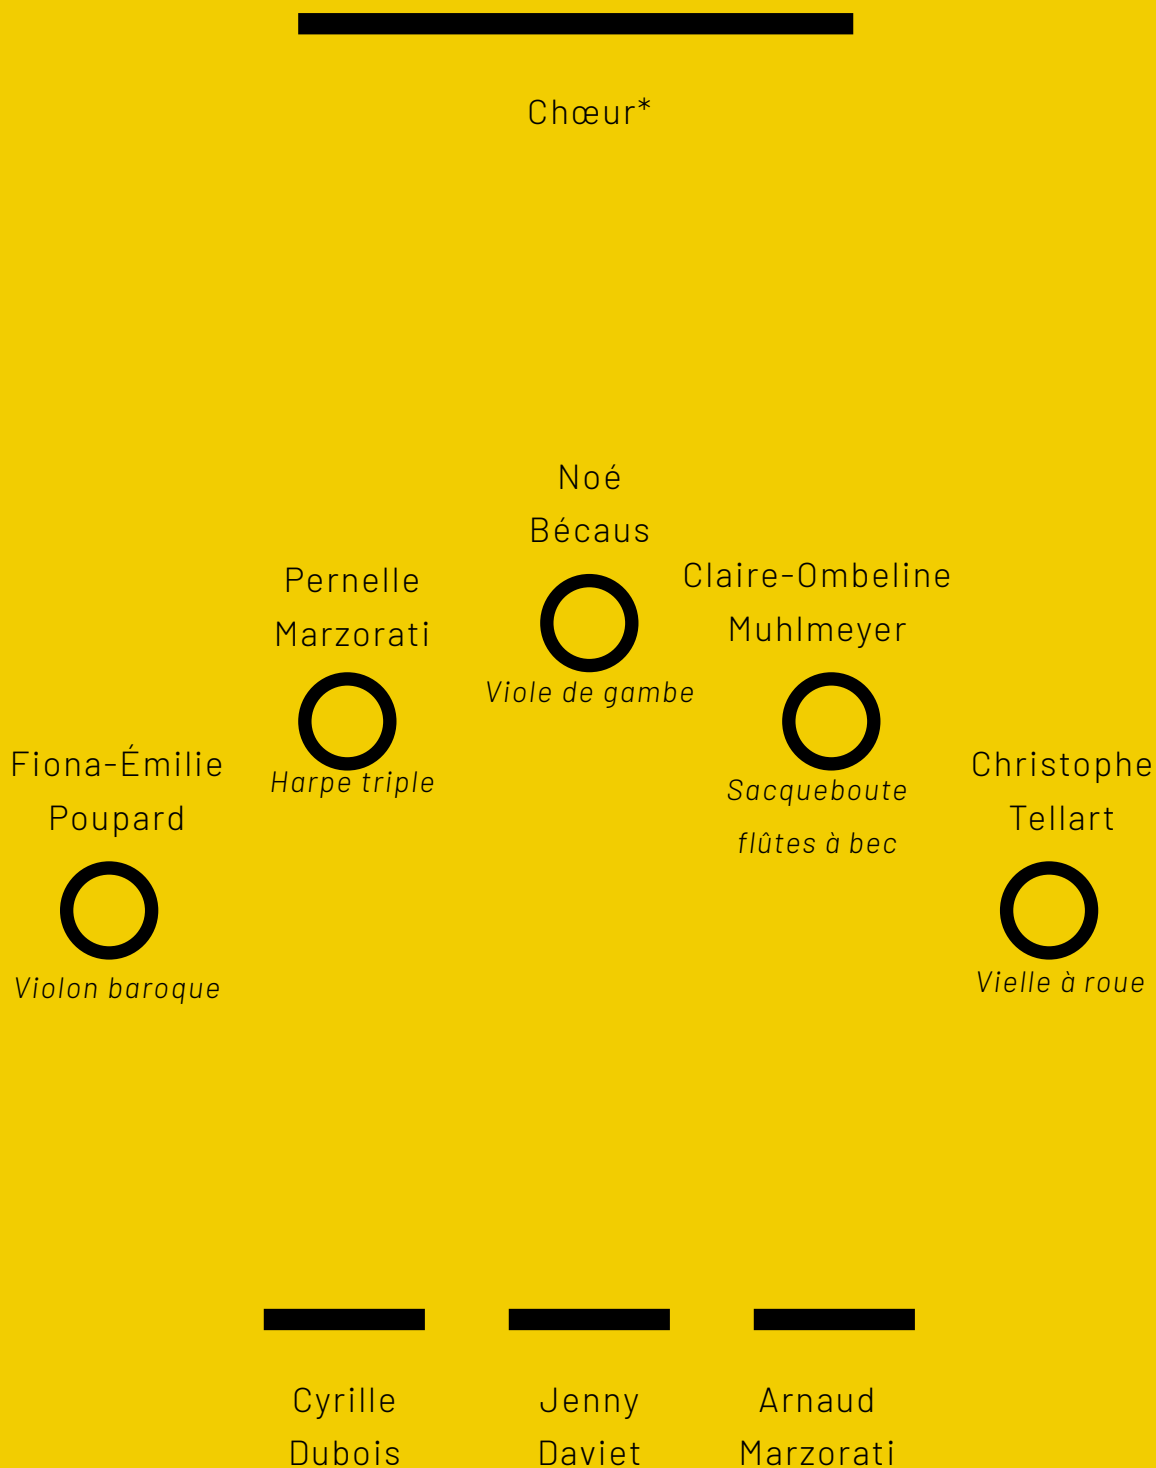 Chœur*
Noé
Bécaus
Viole de gambe
Pernelle
Marzorati
Harpe triple
Claire-Ombeline
Muhlmeyer
Sacqueboute
flûtes à bec
Fiona-Émilie
Poupard
Violon baroque
Christophe
Tellart
Vielle à roue
Cyrille
Dubois
Jenny
Daviet
Arnaud
Marzorati